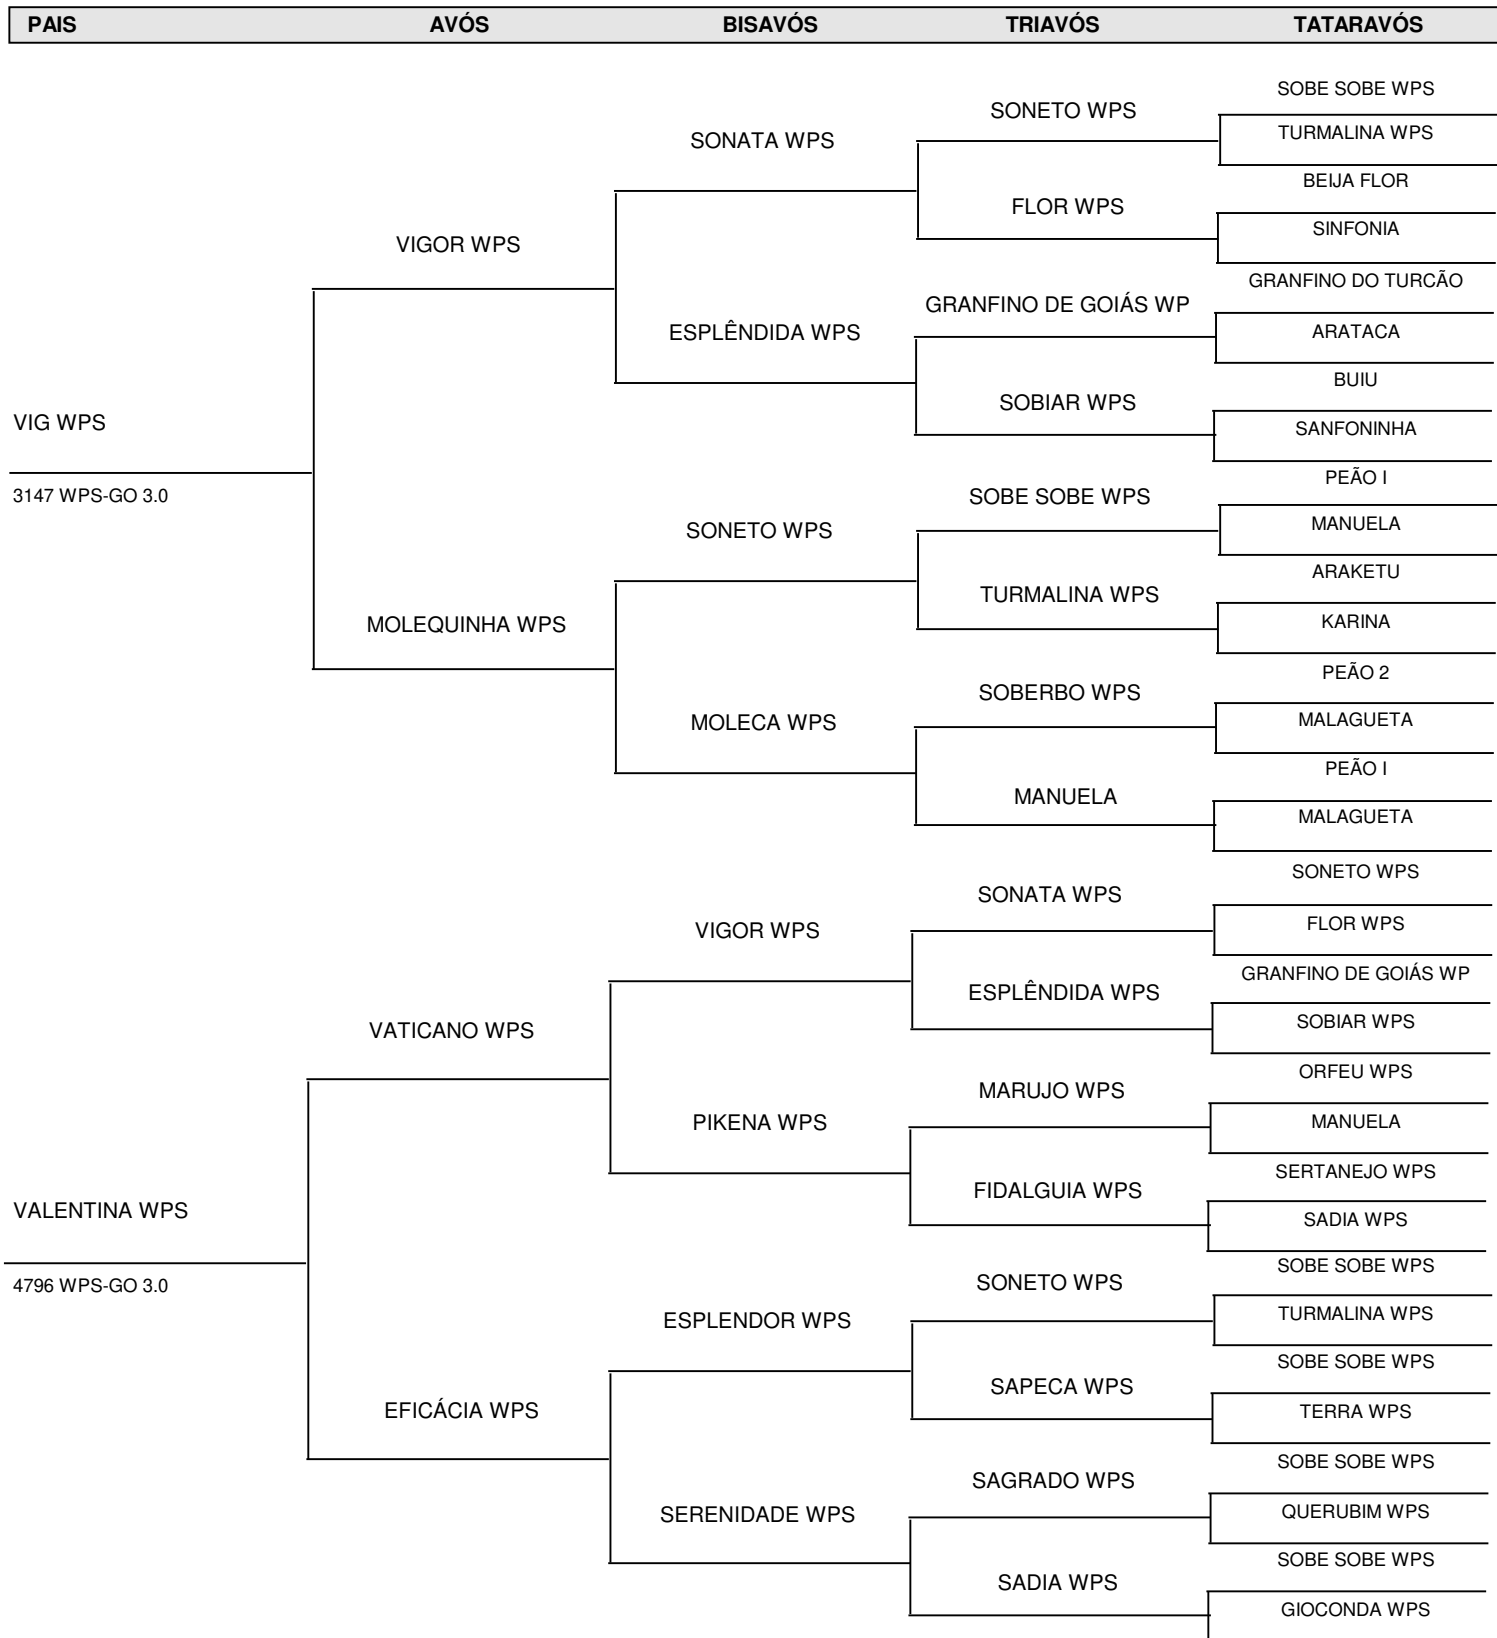 PAIS AVÓS BISAVÓS TRIAVÓS TATARAVÓS
SOBE SOBE WPS
SONETO WPS
TURMALINA WPS
SONATA WPS
BEIJA FLOR
FLOR WPS
SINFONIA
VIGOR WPS
GRANFINO DO TURCÃO
GRANFINO DE GOIÁS WP
ARATACA
ESPLÊNDIDA WPS
BUIU
SOBIAR WPS
SANFONINHA
VIG WPS
3147 WPS-GO 3.0
PEÃO I
SOBE SOBE WPS
MANUELA
SONETO WPS
ARAKETU
TURMALINA WPS
KARINA
MOLEQUINHA WPS
PEÃO 2
SOBERBO WPS
MALAGUETA
MOLECA WPS
PEÃO I
MANUELA
MALAGUETA
SONETO WPS
SONATA WPS
FLOR WPS
VIGOR WPS
GRANFINO DE GOIÁS WP
ESPLÊNDIDA WPS
SOBIAR WPS
VATICANO WPS
ORFEU WPS
MARUJO WPS
MANUELA
PIKENA WPS
SERTANEJO WPS
FIDALGUIA WPS
SADIA WPS
VALENTINA WPS
4796 WPS-GO 3.0
SOBE SOBE WPS
SONETO WPS
TURMALINA WPS
ESPLENDOR WPS
SOBE SOBE WPS
SAPECA WPS
TERRA WPS
EFICÁCIA WPS
SOBE SOBE WPS
SAGRADO WPS
QUERUBIM WPS
SERENIDADE WPS
SOBE SOBE WPS
SADIA WPS
GIOCONDA WPS